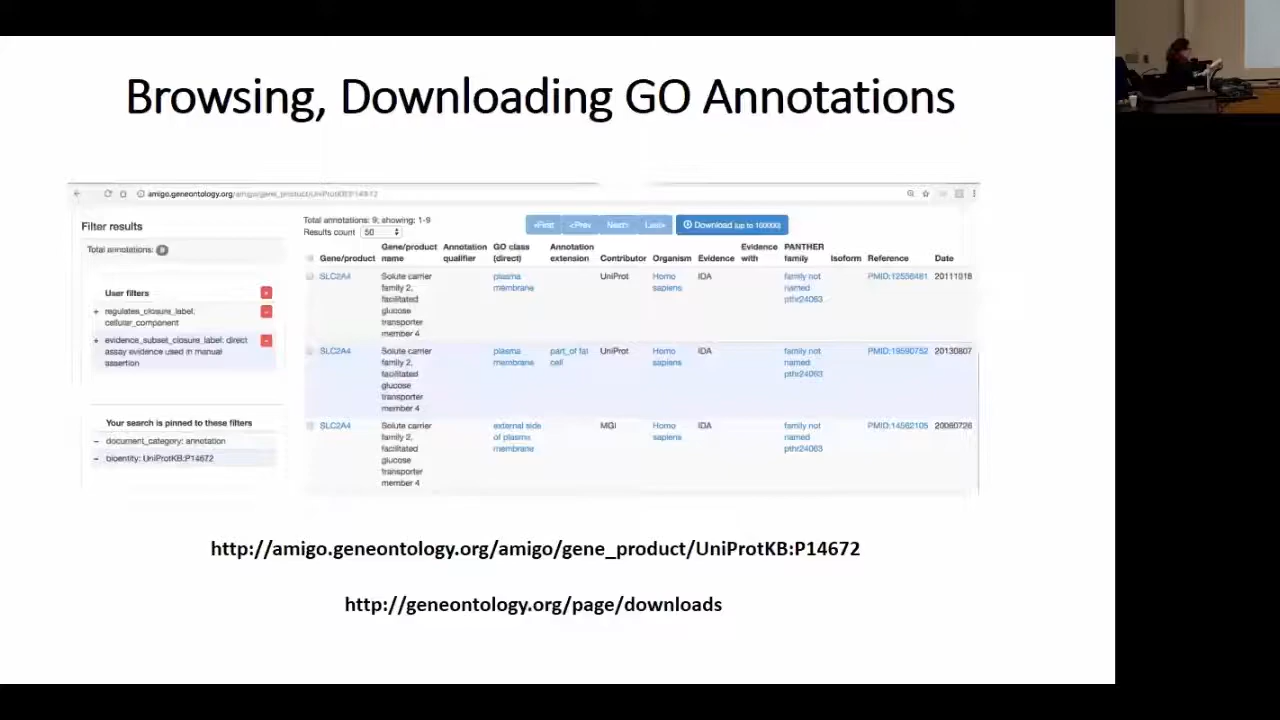 Browsing, Downloading GO Annotations
amigo.geneontology.org/amigo/gene_product/UniProtKB:P14672
Filter results
Total annotations: 9
User filters
regulates_closure_label:
cellular_component
evidence_subset_closure_label: direct
assay evidence used in manual
assertion
Your search is pinned to these filters
document_category: annotation
bioentity: UniProtKB:P14672
Total annotations: 9; showing: 1-9
Results count 50
«First <Prev Next> Last» Download (up to 100000)
Gene/product Gene/product name Annotation qualifier GO class (direct) Annotation extension Contributor Organism Evidence Evidence with PANTHER family Isoform Reference Date
SLC2A4 Solute carrier family 2, facilitated glucose transporter member 4 plasma membrane UniProt Homo sapiens IDA family not named pthr24063 20111018
SLC2A4 Solute carrier family 2, facilitated glucose transporter member 4 plasma membrane part_of fat cell UniProt Homo sapiens IDA family not named pthr24063 PMID:19590752 20130807
SLC2A4 Solute carrier family 2, facilitated glucose transporter member 4 external side of plasma membrane MGI Homo sapiens IDA family not named pthr24063 PMID:14562105 20060726
http://amigo.geneontology.org/amigo/gene_product/UniProtKB:P14672
http://geneontology.org/page/downloads